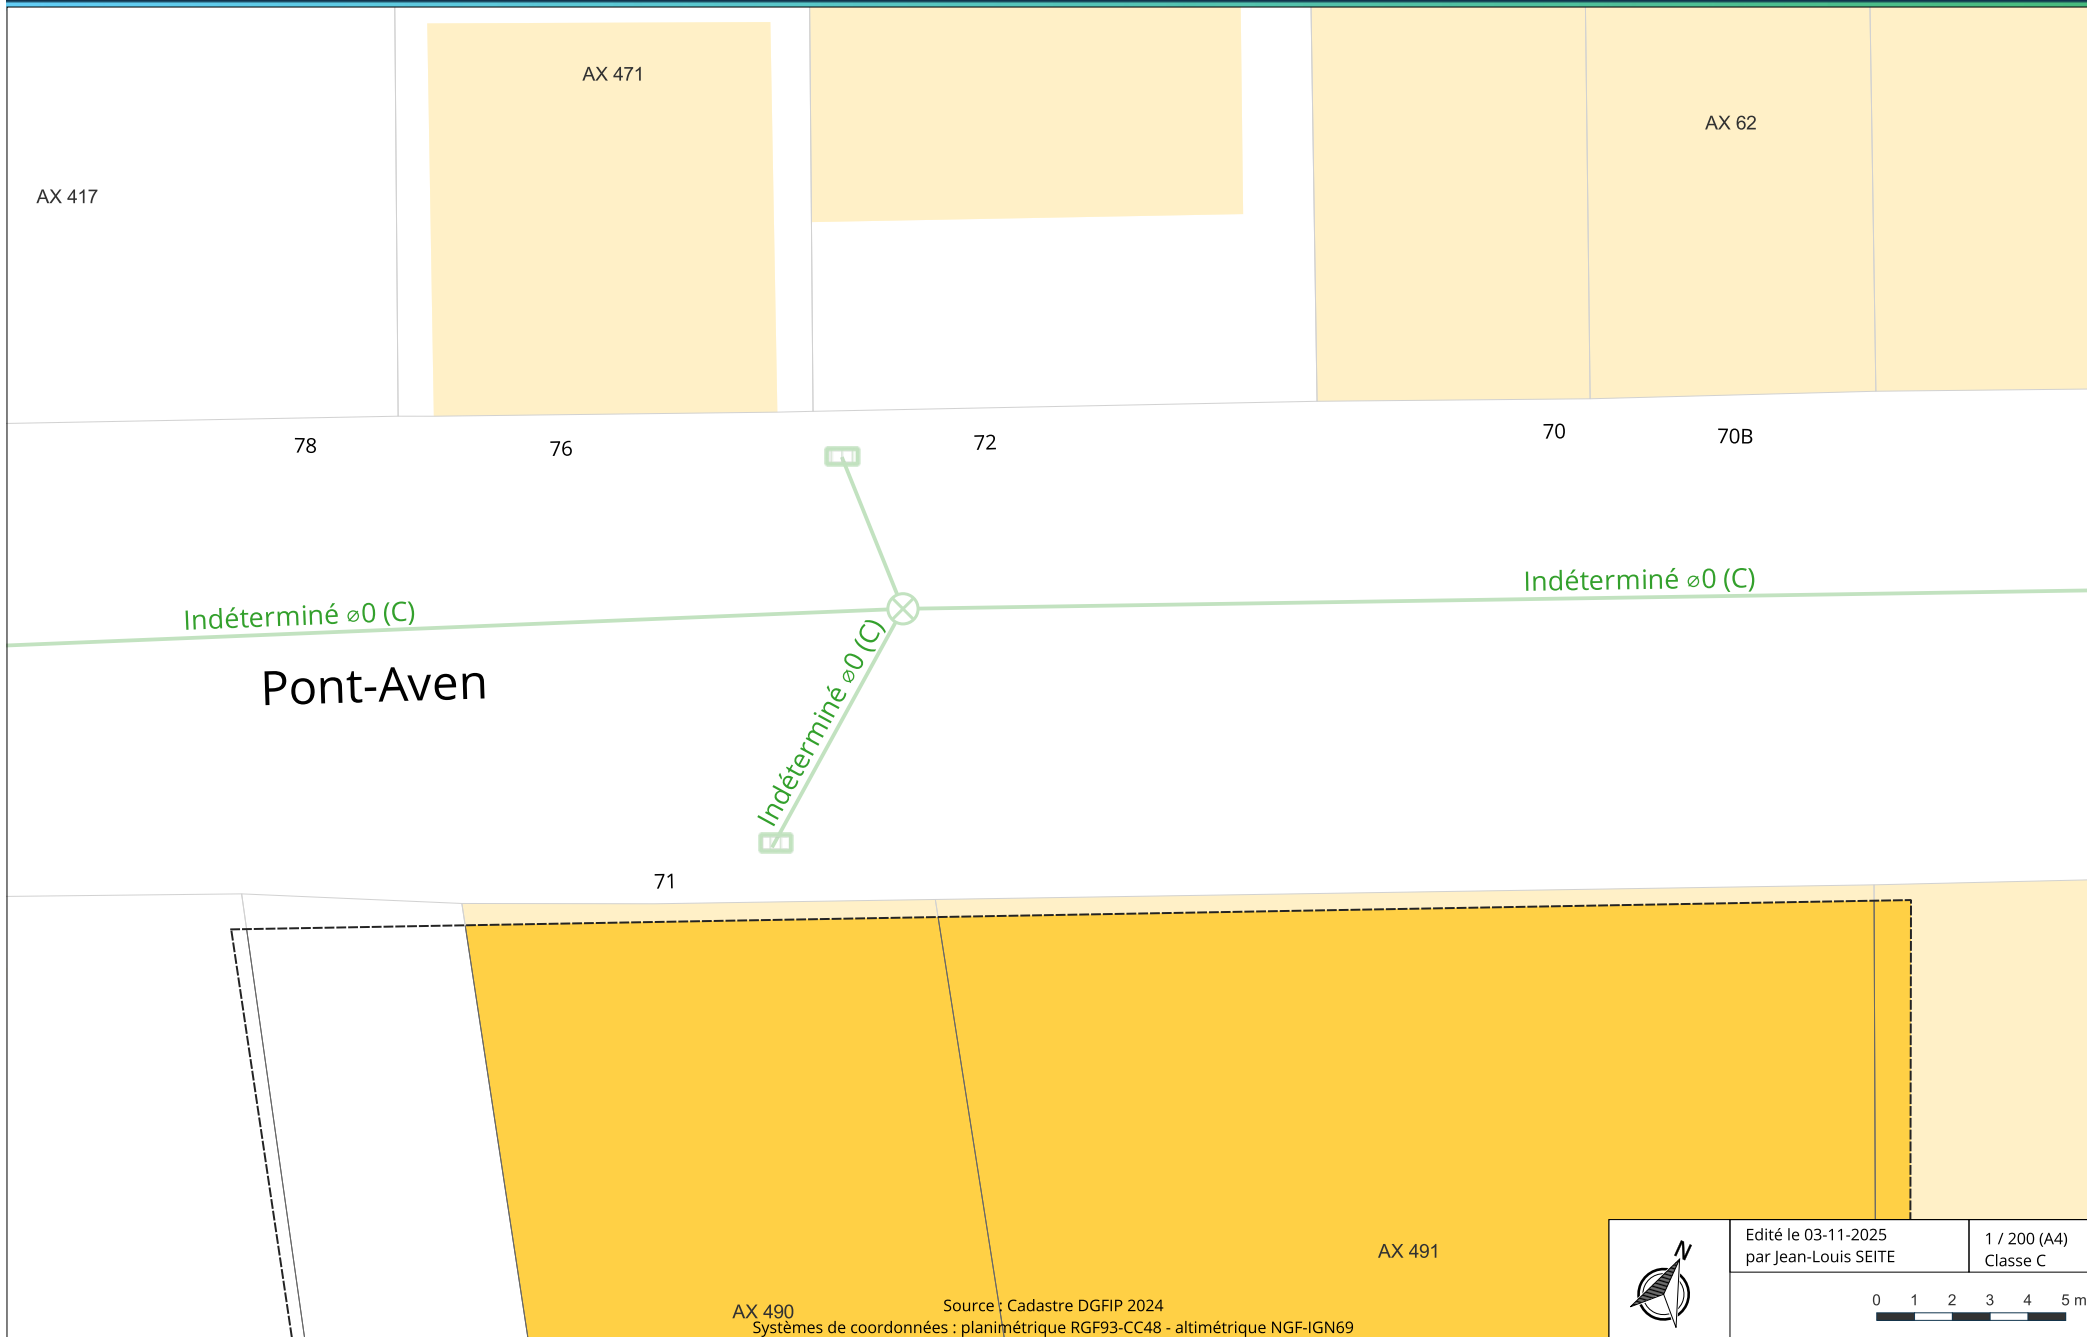 AX 471
AX 62
AX 417
78
76
72
70
70B
Indéterminé ⌀0 (C)
Indéterminé ⌀0 (C)
Indéterminé ⌀0 (C)
Pont-Aven
71
AX 491
AX 490
Source : Cadastre DGFIP 2024
Systèmes de coordonnées : planimétrique RGF93-CC48 - altimétrique NGF-IGN69
N
Edité le 03-11-2025
par Jean-Louis SEITE
1 / 200 (A4)
Classe C
0 1 2 3 4 5 m